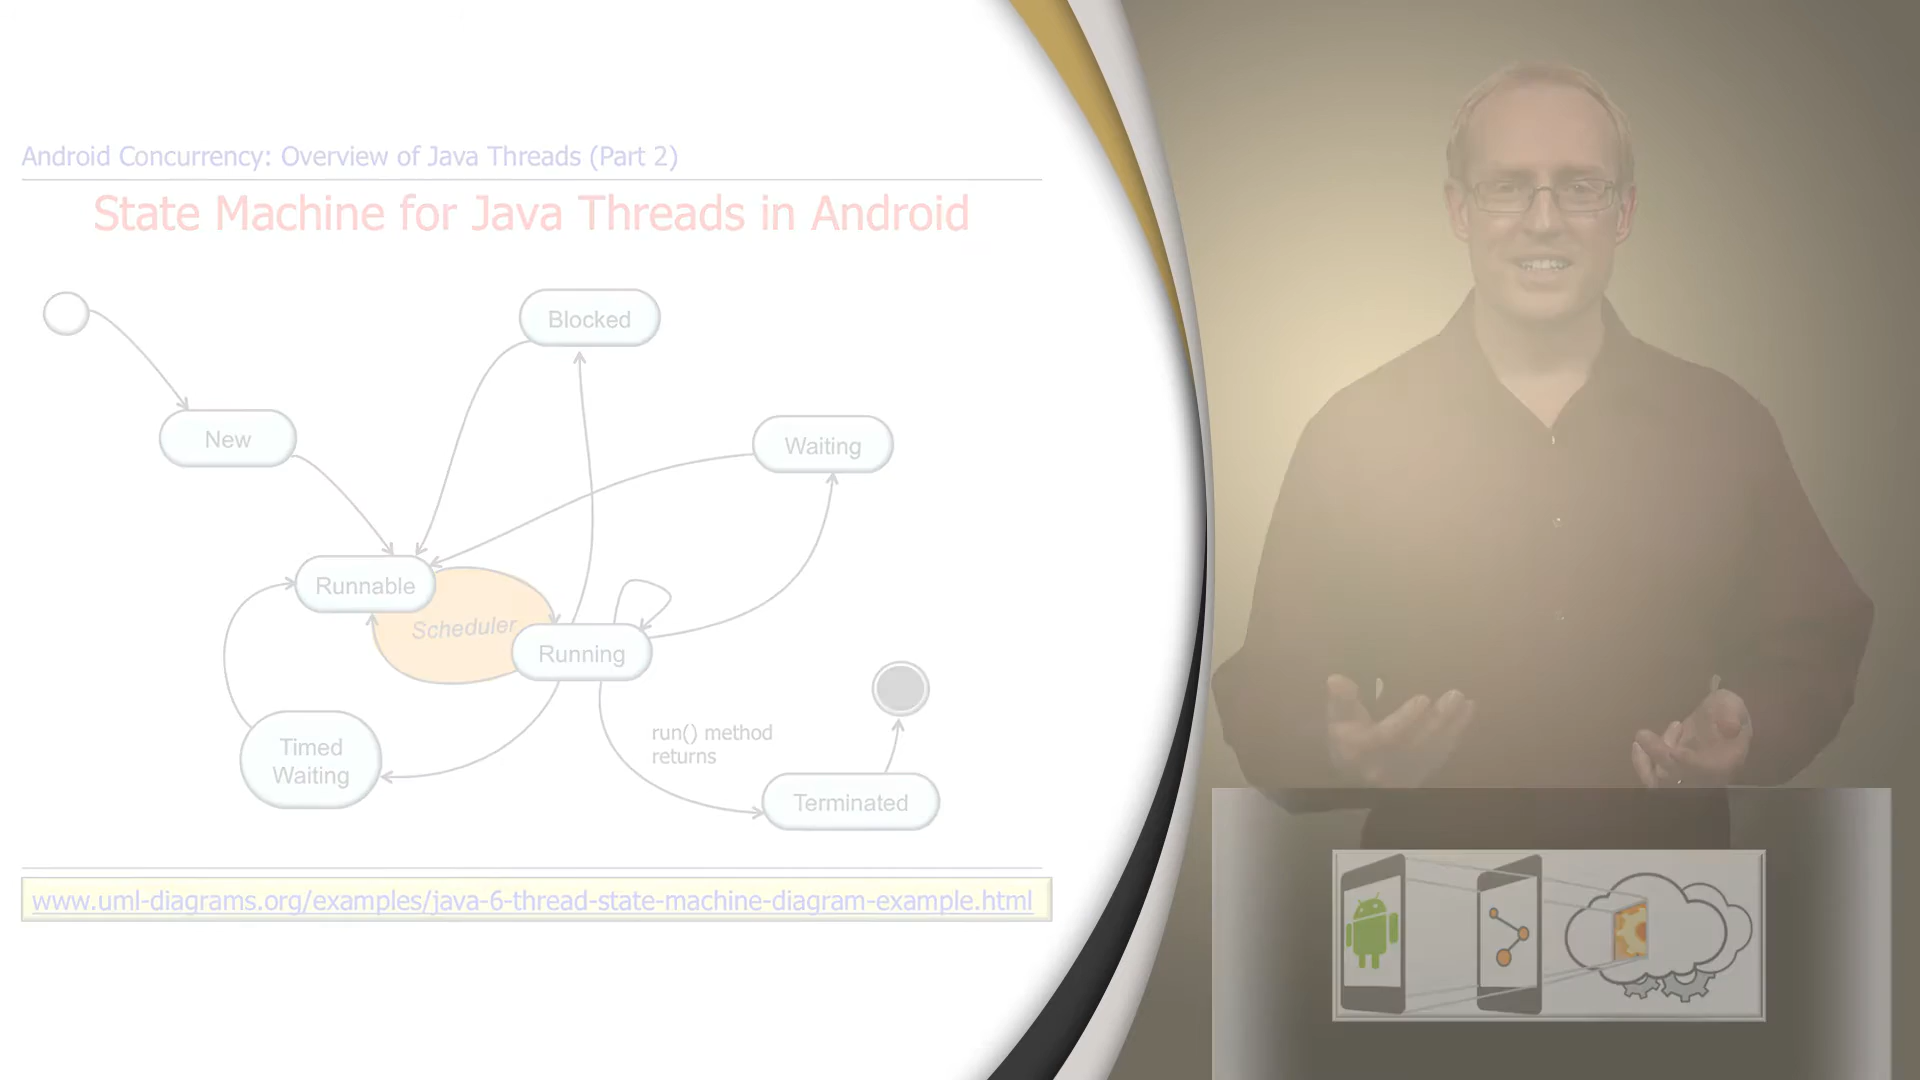 Android Concurrency: Overview of Java Threads (Part 2)
State Machine for Java Threads in Android
Blocked
New
Waiting
Runnable
Scheduler
Running
Timed
Waiting
run() method
returns
Terminated
www.uml-diagrams.org/examples/java-6-thread-state-machine-diagram-example.html